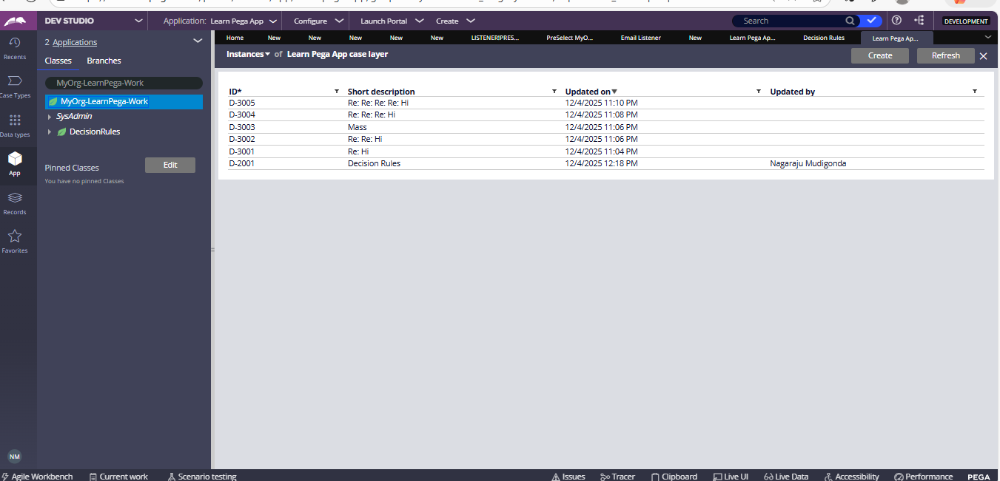 DEV STUDIO Application: Learn Pega App Configure Launch Portal Create Search DEVELOPMENT
Home New New New New New LISTENER!PRES... PreSelect MyO... Email Listener New Learn Pega Ap... Decision Rules Learn Pega Ap...
Recents
Case Types
Data types
App
Records
Favorites
NM
2 Applications
Classes Branches
MyOrg-LearnPega-Work
MyOrg-LearnPega-Work
SysAdmin
DecisionRules
Pinned Classes Edit
You have no pinned Classes
Instances of Learn Pega App case layer Create Refresh
ID* Short description Updated on Updated by
D-3005 Re: Re: Re: Re: Hi 12/4/2025 11:10 PM
D-3004 Re: Re: Re: Hi 12/4/2025 11:08 PM
D-3003 Mass 12/4/2025 11:06 PM
D-3002 Re: Re: Hi 12/4/2025 11:06 PM
D-3001 Re: Hi 12/4/2025 11:04 PM
D-2001 Decision Rules 12/4/2025 12:18 PM Nagaraju Mudigonda
Agile Workbench Current work Scenario testing Issues Tracer Clipboard Live UI Live Data Accessibility Performance PEGA